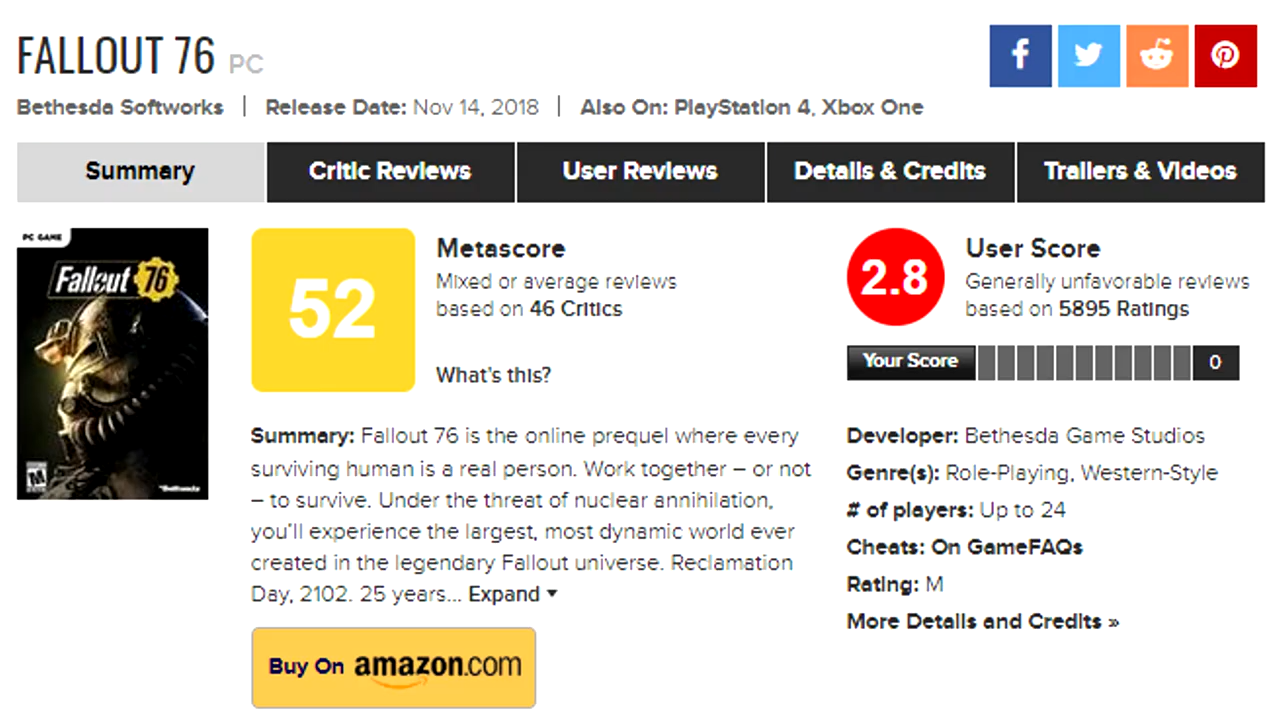 FALLOUT 76 PC
Bethesda Softworks | Release Date: Nov 14, 2018 | Also On: PlayStation 4, Xbox One
Summary
Critic Reviews
User Reviews
Details & Credits
Trailers & Videos
PC GAME
Fallout 76
M
Bethesda
52
Metascore
Mixed or average reviews
based on 46 Critics
What's this?
2.8
User Score
Generally unfavorable reviews
based on 5895 Ratings
Your Score
0
Summary: Fallout 76 is the online prequel where every
surviving human is a real person. Work together – or not
– to survive. Under the threat of nuclear annihilation,
you'll experience the largest, most dynamic world ever
created in the legendary Fallout universe. Reclamation
Day, 2102. 25 years... Expand
Buy On amazon.com
Developer: Bethesda Game Studios
Genre(s): Role-Playing, Western-Style
# of players: Up to 24
Cheats: On GameFAQs
Rating: M
More Details and Credits »